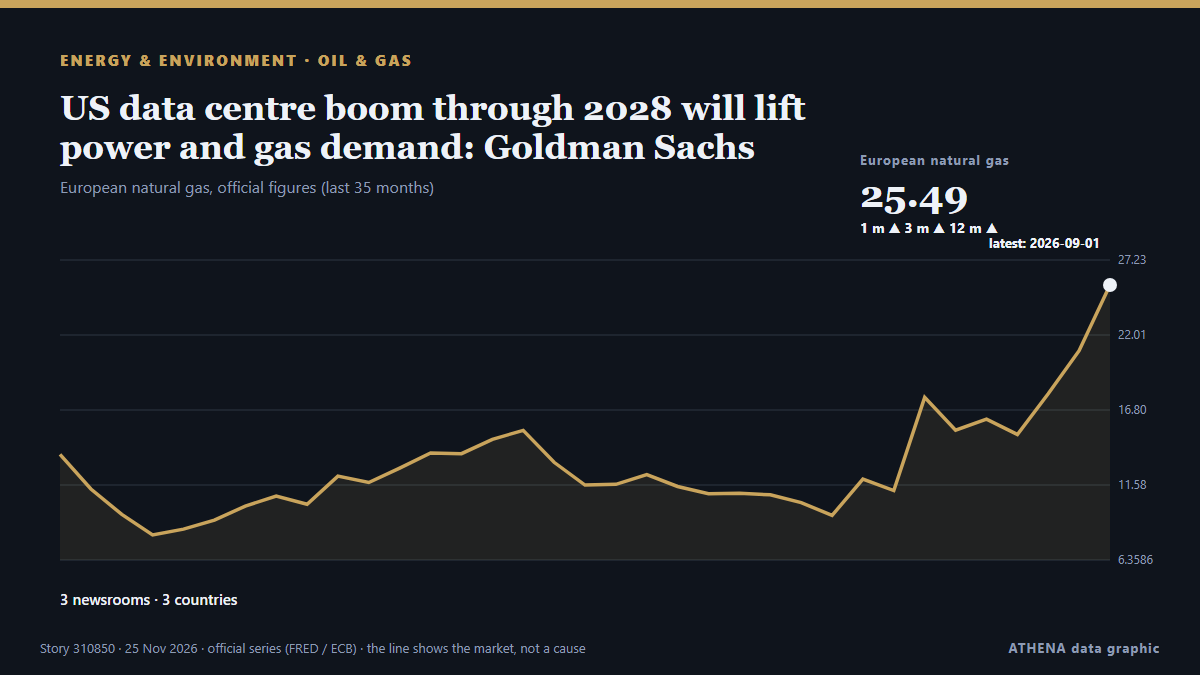 ENERGY & ENVIRONMENT · OIL & GAS
US data centre boom through 2028 will lift
power and gas demand: Goldman Sachs
European natural gas, official figures (last 35 months)
European natural gas
25.49
1 m ▲ 3 m ▲ 12 m ▲
latest: 2026-09-01
27.23
22.01
16.80
11.58
6.3586
3 newsrooms · 3 countries
Story 310850 · 25 Nov 2026 · official series (FRED / ECB) · the line shows the market, not a cause
ATHENA data graphic